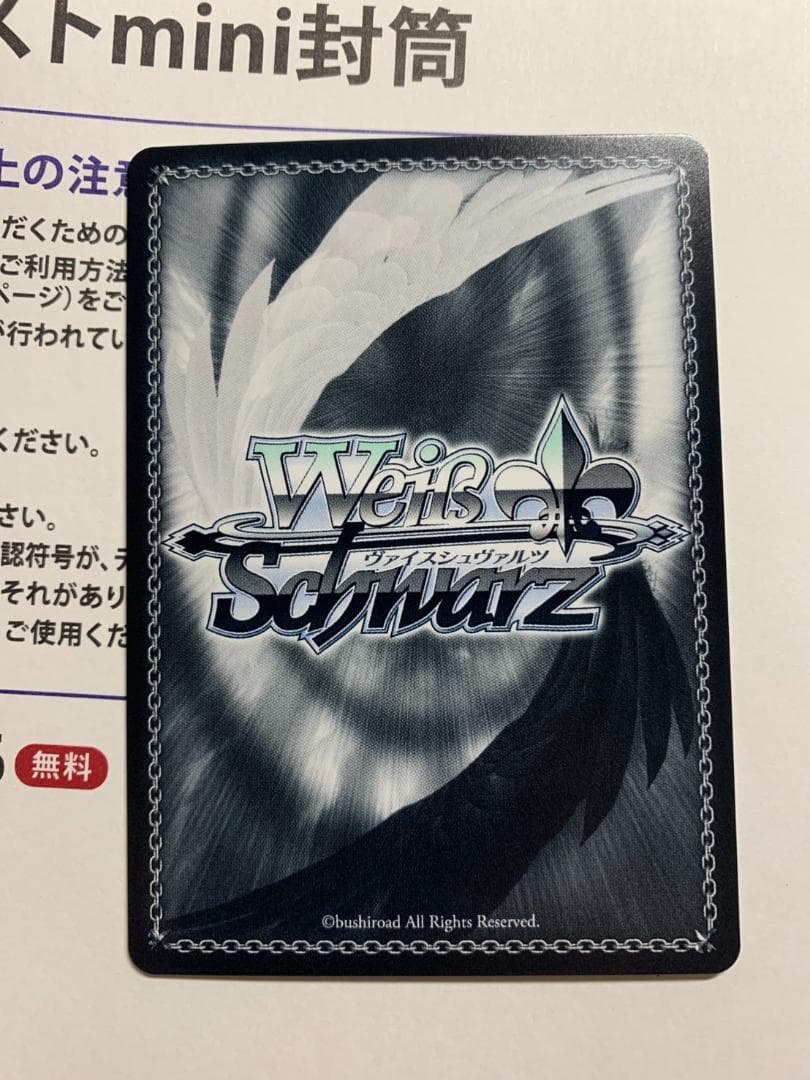 ストmini封筒
上の注意
だくための
ご利用方法
ページ)をご
が行われてい
ください。
さい。
認符号が、
それがあり
ご使用くだ
無料
Weiß
ヴァイスシュヴァルツ
Schwarz
©bushiroad All Rights Reserved.